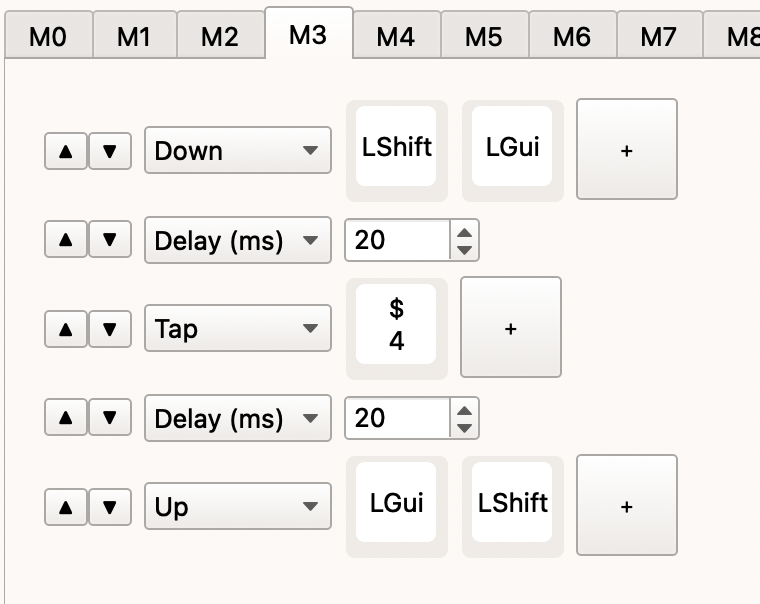 M0 M1 M2 M3 M4 M5 M6 M7 M8
Down LShift LGui +
Delay (ms) 20
Tap $ +
4
Delay (ms) 20
Up LGui LShift +